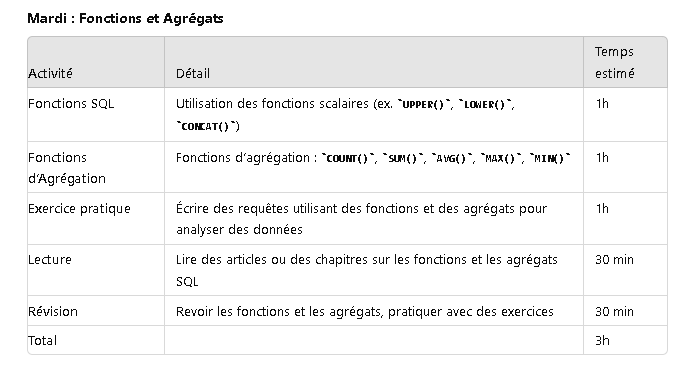 Mardi : Fonctions et Agrégats
Activité Détail Temps estimé
Fonctions SQL Utilisation des fonctions scalaires (ex. `UPPER()`, `LOWER()`, 1h
`CONCAT()`)
Fonctions d'Agrégation Fonctions d'agrégation : `COUNT()`, `SUM()`, `AVG()`, `MAX()`, `MIN()` 1h
Exercice pratique Écrire des requêtes utilisant des fonctions et des agrégats pour 1h
analyser des données
Lecture Lire des articles ou des chapitres sur les fonctions et les agrégats 30 min
SQL
Révision Revoir les fonctions et les agrégats, pratiquer avec des exercices 30 min
Total 3h